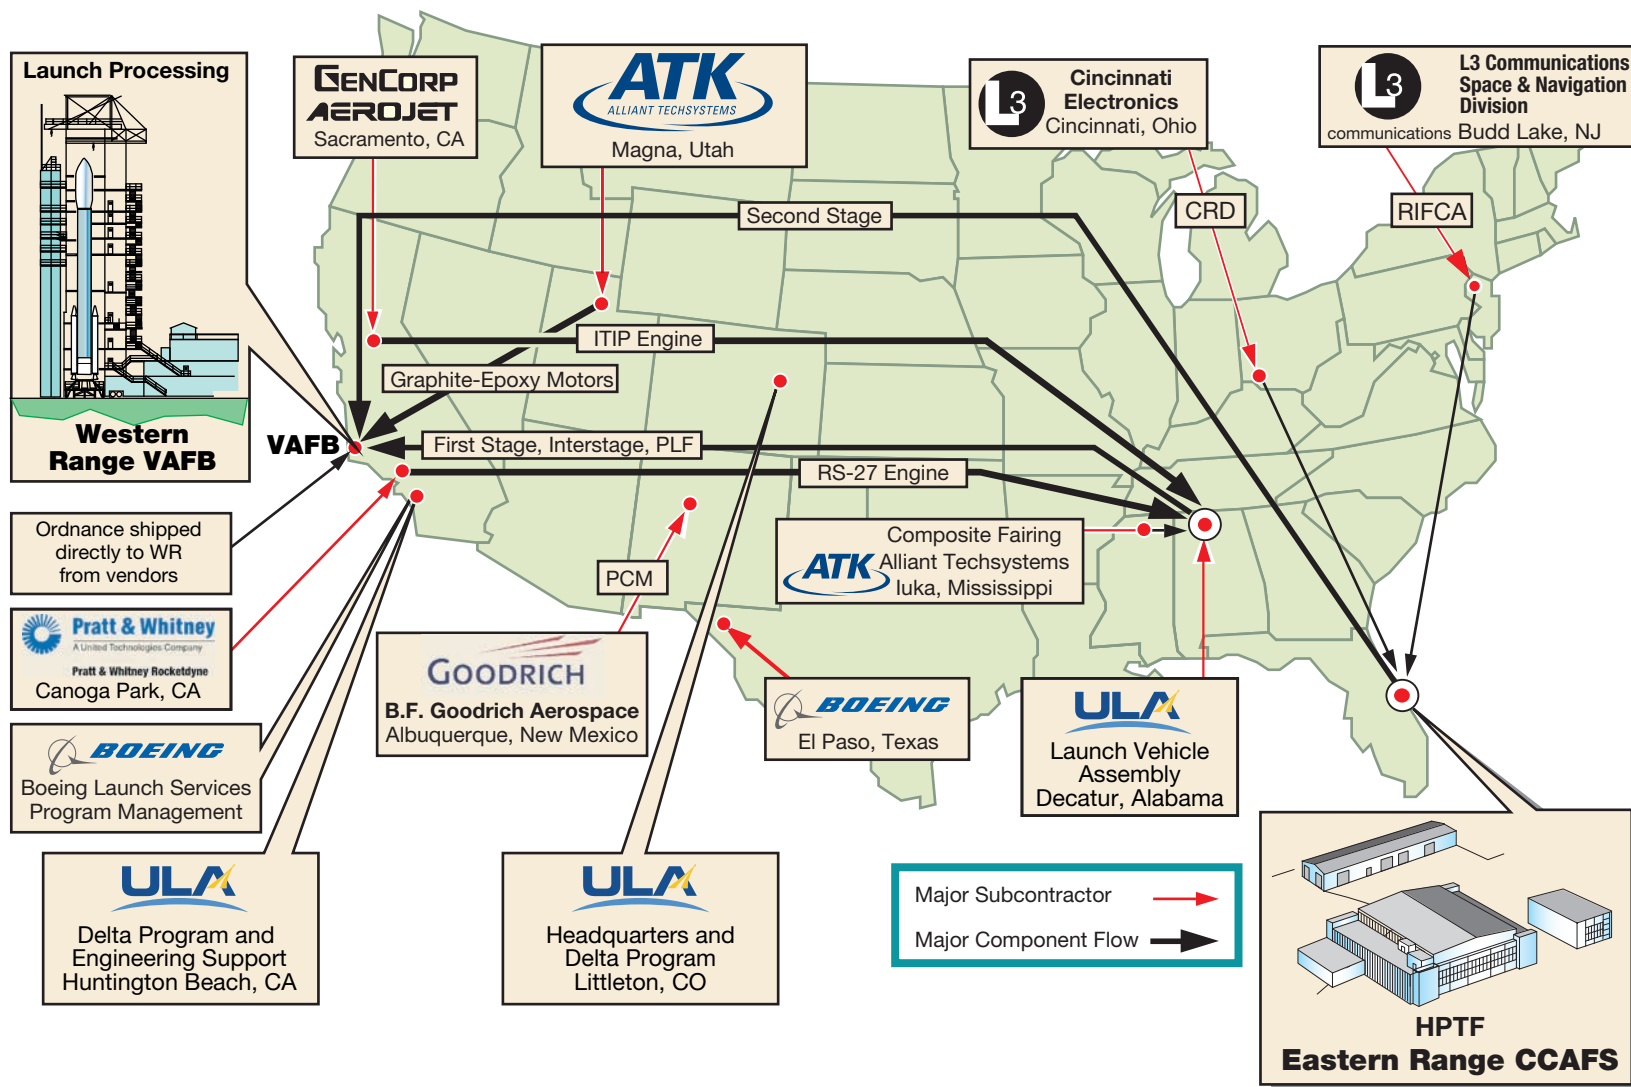 Launch Processing
Western
Range VAFB
GENCORP
AEROJET
Sacramento, CA
ATK
ALLIANT TECHSYSTEMS
Magna, Utah
L3
Cincinnati
Electronics
Cincinnati, Ohio
L3
communications
L3 Communications
Space & Navigation
Division
Budd Lake, NJ
Second Stage
CRD
RIFCA
ITIP Engine
Graphite-Epoxy Motors
VAFB
First Stage, Interstage, PLF
RS-27 Engine
Ordnance shipped
directly to WR
from vendors
PCM
Composite Fairing
ATK
Alliant Techsystems
Iuka, Mississippi
Pratt & Whitney
A United Technologies Company
Pratt & Whitney Rocketdyne
Canoga Park, CA
GOODRICH
B.F. Goodrich Aerospace
Albuquerque, New Mexico
BOEING
El Paso, Texas
ULA
Launch Vehicle
Assembly
Decatur, Alabama
BOEING
Boeing Launch Services
Program Management
ULA
Delta Program and
Engineering Support
Huntington Beach, CA
ULA
Headquarters and
Delta Program
Littleton, CO
Major Subcontractor
Major Component Flow
HPTF
Eastern Range CCAFS